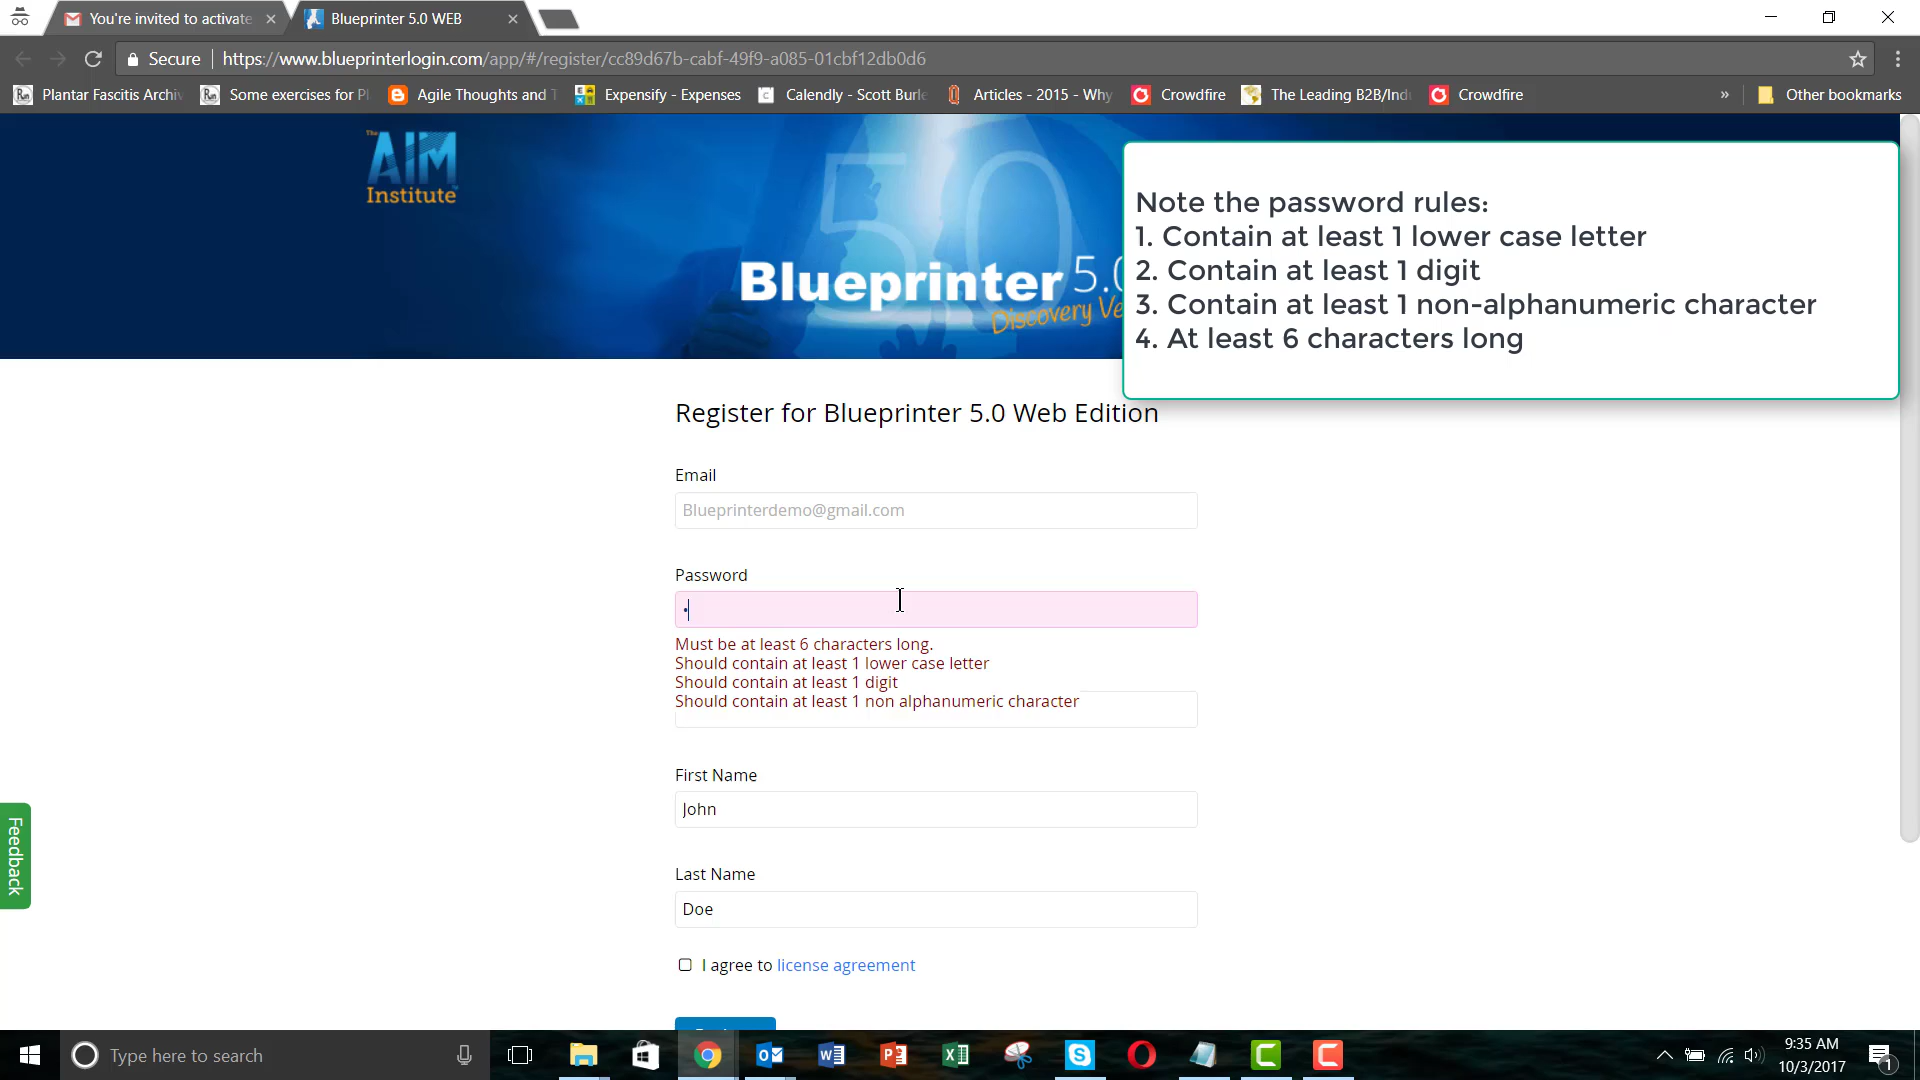 You're invited to activate
Blueprinter 5.0 WEB
Secure
https://www.blueprinterlogin.com/app/#/register/cc89d67b-cabf-49f9-a085-01cbf12db0d6
Plantar Fascitis Archiv
Some exercises for Pl
Agile Thoughts and T
Expensify - Expenses
Calendly - Scott Burle
Articles - 2015 - Why
Crowdfire
The Leading B2B/Indu
Crowdfire
»
Other bookmarks
The
AIM
Institute
5.0
Blueprinter 5.0
Discovery Ve
Note the password rules:
1. Contain at least 1 lower case letter
2. Contain at least 1 digit
3. Contain at least 1 non-alphanumeric character
4. At least 6 characters long
Register for Blueprinter 5.0 Web Edition
Email
Blueprinterdemo@gmail.com
Password
•
Must be at least 6 characters long.
Should contain at least 1 lower case letter
Should contain at least 1 digit
Should contain at least 1 non alphanumeric character
First Name
John
Last Name
Doe
I agree to license agreement
Feedback
Type here to search
9:35 AM
10/3/2017
1